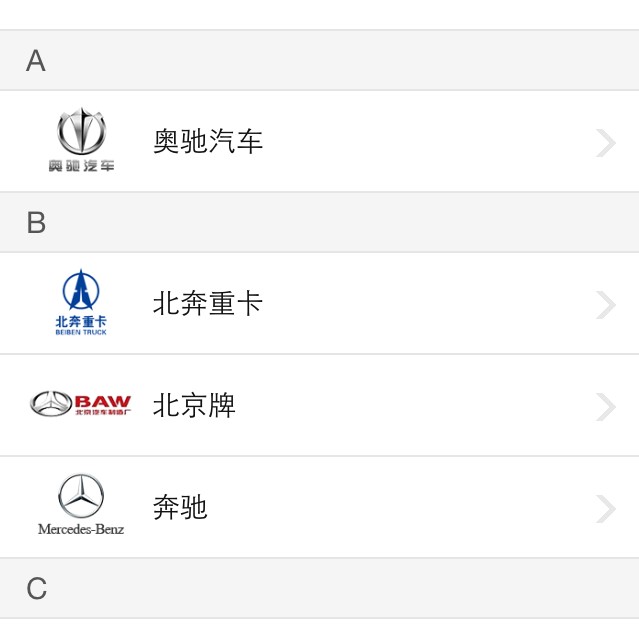 A
奥驰汽车
奥驰汽车
B
北奔重卡
BEIBEN TRUCK
北奔重卡
BAW
北京汽车制造厂
北京牌
Mercedes-Benz
奔驰
C